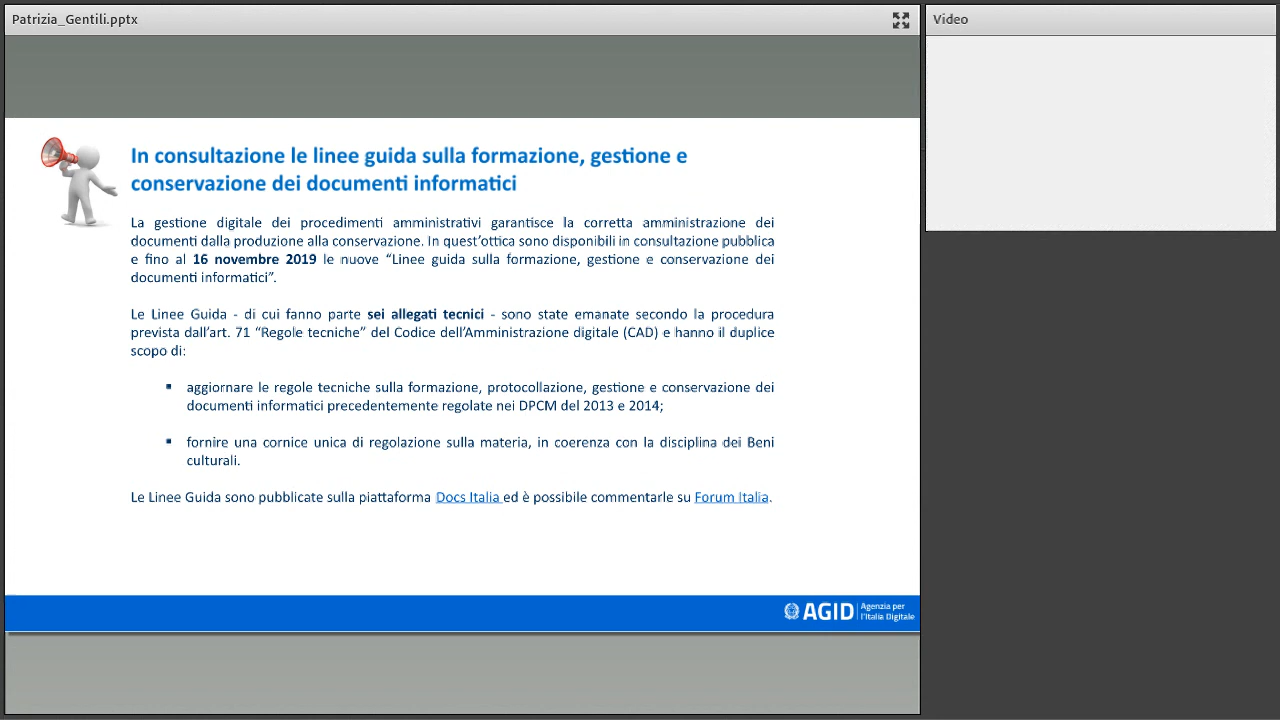 Patrizia_Gentili.pptx
Video
In consultazione le linee guida sulla formazione, gestione e
conservazione dei documenti informatici
La gestione digitale dei procedimenti amministrativi garantisce la corretta amministrazione dei
documenti dalla produzione alla conservazione. In quest'ottica sono disponibili in consultazione pubblica
e fino al 16 novembre 2019 le nuove “Linee guida sulla formazione, gestione e conservazione dei
documenti informatici”.
Le Linee Guida - di cui fanno parte sei allegati tecnici - sono state emanate secondo la procedura
prevista dall'art. 71 “Regole tecniche” del Codice dell'Amministrazione digitale (CAD) e hanno il duplice
scopo di:
▪ aggiornare le regole tecniche sulla formazione, protocollazione, gestione e conservazione dei
documenti informatici precedentemente regolate nei DPCM del 2013 e 2014;
▪ fornire una cornice unica di regolazione sulla materia, in coerenza con la disciplina dei Beni
culturali.
Le Linee Guida sono pubblicate sulla piattaforma Docs Italia ed è possibile commentarle su Forum Italia.
AGID Agenzia per
l'Italia Digitale